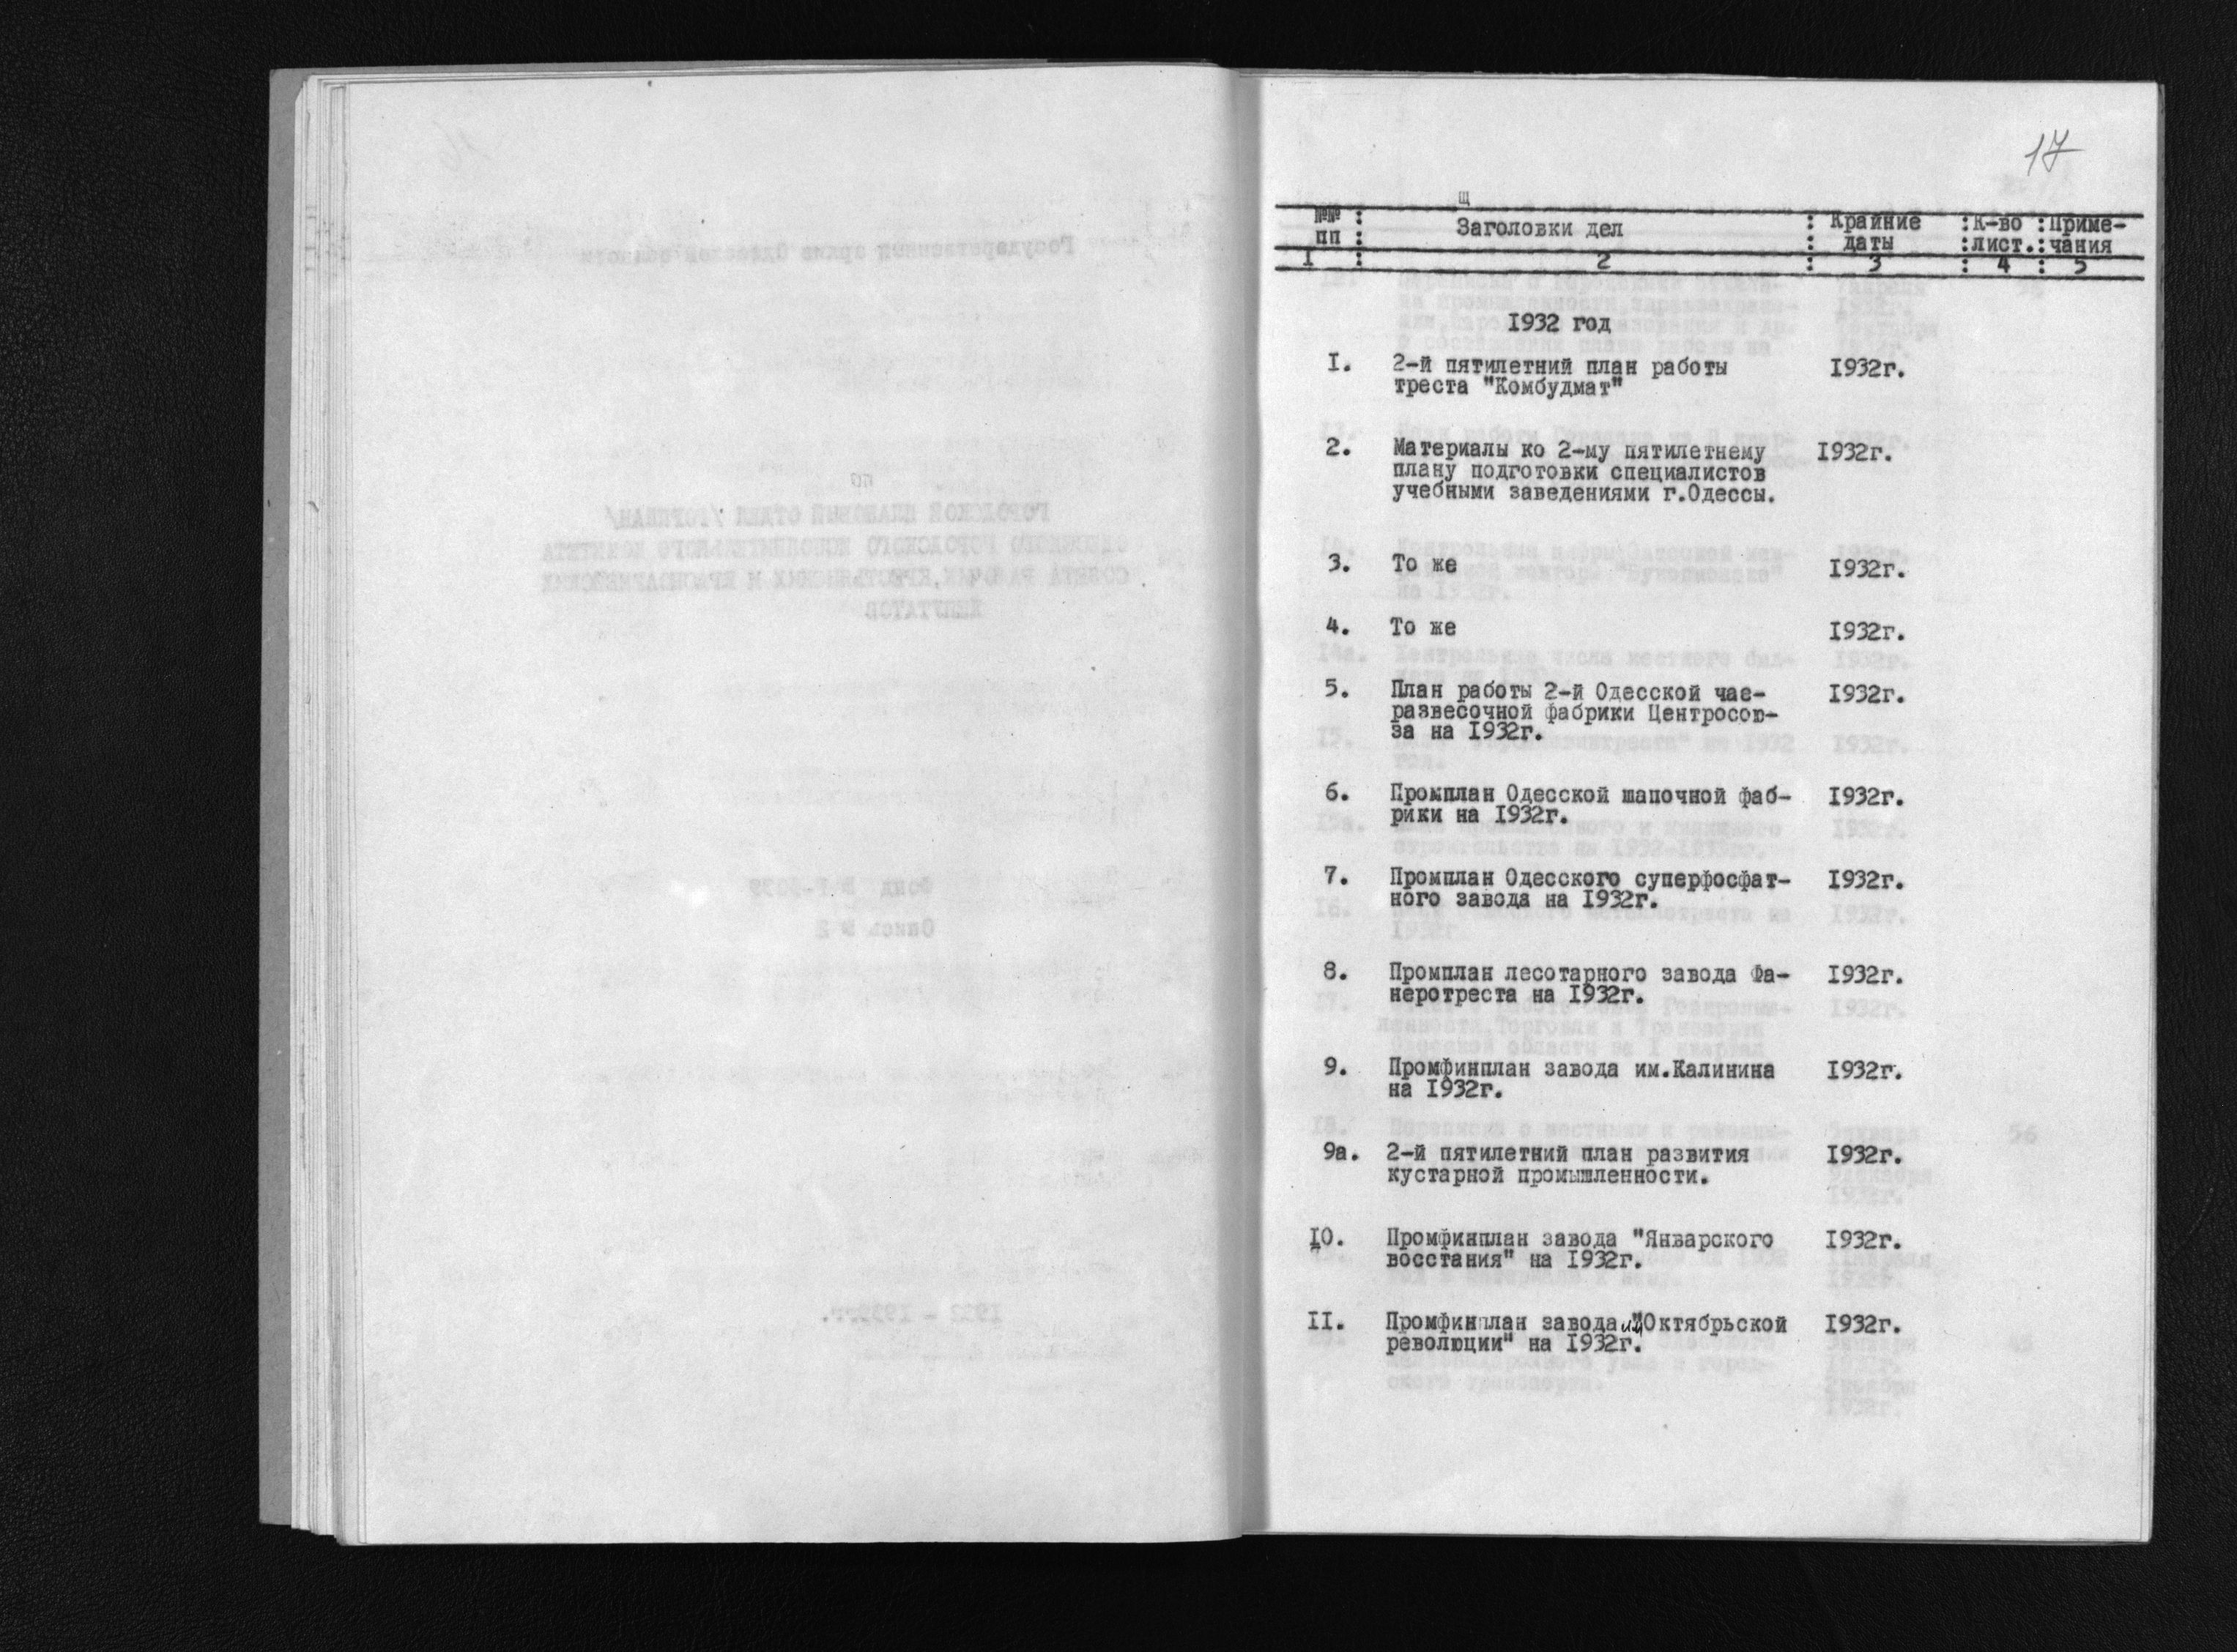 17
щ
№№ : Заголовки дел : Крайние : К-во : Приме-
пп : : даты : лист. : чания
I : 2 : 3 : 4 : 5
1932 год
I. 2-й пятилетний план работы 1932г.
треста "Комбудмат"
2. Материалы ко 2-му пятилетнему 1932г.
плану подготовки специалистов
учебными заведениями г.Одессы.
3. То же 1932г.
4. То же 1932г.
5. План работы 2-й Одесской чае- 1932г.
развесочной фабрики Центросою-
за на 1932г.
6. Промплан Одесской шапочной фаб- 1932г.
рики на 1932г.
7. Промплан Одесского суперфосфат- 1932г.
ного завода на 1932г.
8. Промплан лесотарного завода Фа- 1932г.
неротреста на 1932г.
9. Промфинплан завода им.Калинина 1932г.
на 1932г.
9а. 2-й пятилетний план развития 1932г.
кустарной промышленности.
10. Промфинплан завода "Январского 1932г.
восстания" на 1932г.
II. Промфинплан завода им "Октябрьской 1932г.
революции" на 1932г.